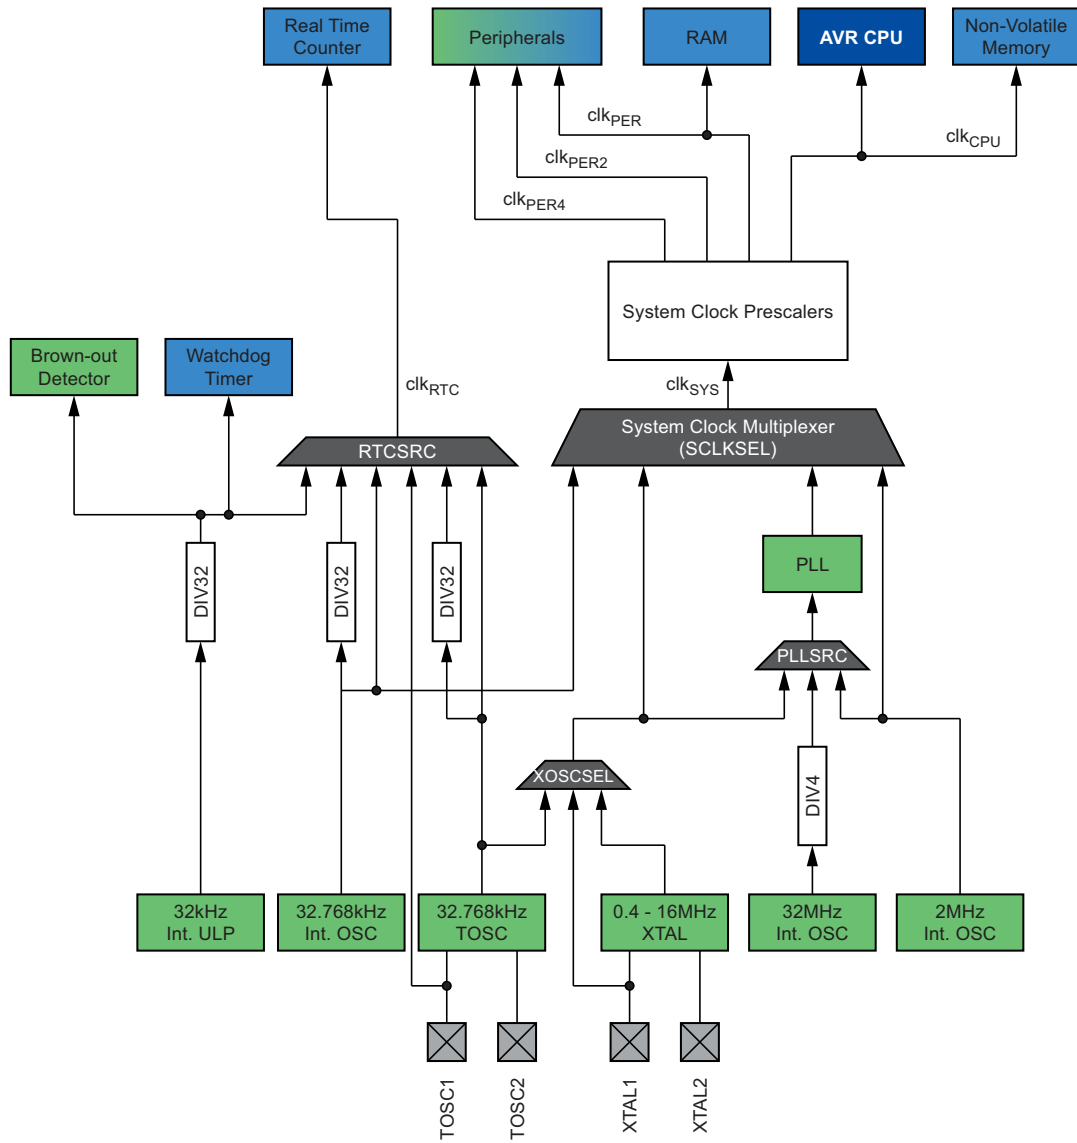 Real Time
Counter
Peripherals
RAM
AVR CPU
Non-Volatile
Memory
clkPER
clkPER2
clkCPU
clkPER4
System Clock Prescalers
Brown-out
Detector
Watchdog
Timer
clkRTC
clkSYS
System Clock Multiplexer
(SCLKSEL)
RTCSRC
DIV32
DIV32
DIV32
PLL
PLLSRC
XOSCSEL
DIV4
32kHz
Int. ULP
32.768kHz
Int. OSC
32.768kHz
TOSC
0.4 - 16MHz
XTAL
32MHz
Int. OSC
2MHz
Int. OSC
TOSC1
TOSC2
XTAL1
XTAL2